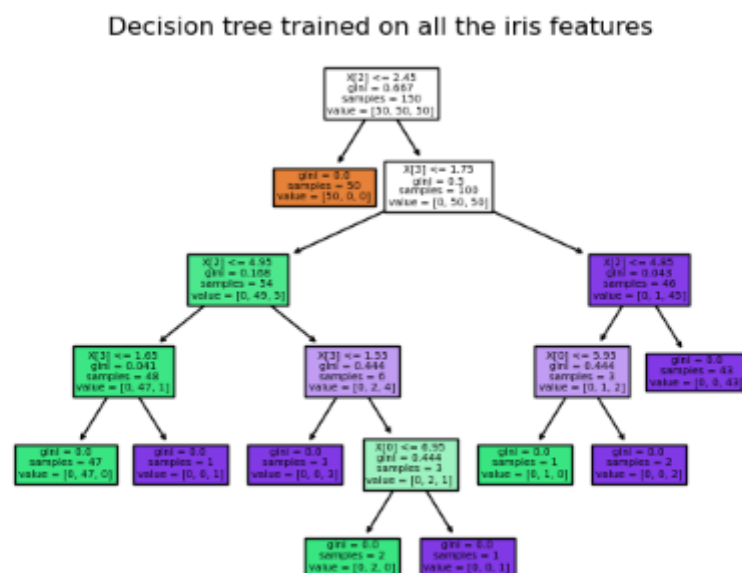 Decision tree trained on all the iris features
X[2] <= 2.45
gini = 0.667
samples = 150
value = [50, 50, 50]
gini = 0.0
samples = 50
value = [50, 0, 0]
X[3] <= 1.75
gini = 0.5
samples = 100
value = [0, 50, 50]
X[2] <= 4.95
gini = 0.168
samples = 54
value = [0, 49, 5]
X[2] <= 4.85
gini = 0.043
samples = 46
value = [0, 1, 45]
X[3] <= 1.65
gini = 0.041
samples = 48
value = [0, 47, 1]
X[3] <= 1.55
gini = 0.444
samples = 6
value = [0, 2, 4]
X[0] <= 5.95
gini = 0.444
samples = 3
value = [0, 1, 2]
gini = 0.0
samples = 43
value = [0, 0, 43]
gini = 0.0
samples = 47
value = [0, 47, 0]
gini = 0.0
samples = 1
value = [0, 0, 1]
gini = 0.0
samples = 3
value = [0, 0, 3]
X[0] <= 6.95
gini = 0.444
samples = 3
value = [0, 2, 1]
gini = 0.0
samples = 1
value = [0, 1, 0]
gini = 0.0
samples = 2
value = [0, 0, 2]
gini = 0.0
samples = 2
value = [0, 2, 0]
gini = 0.0
samples = 1
value = [0, 0, 1]